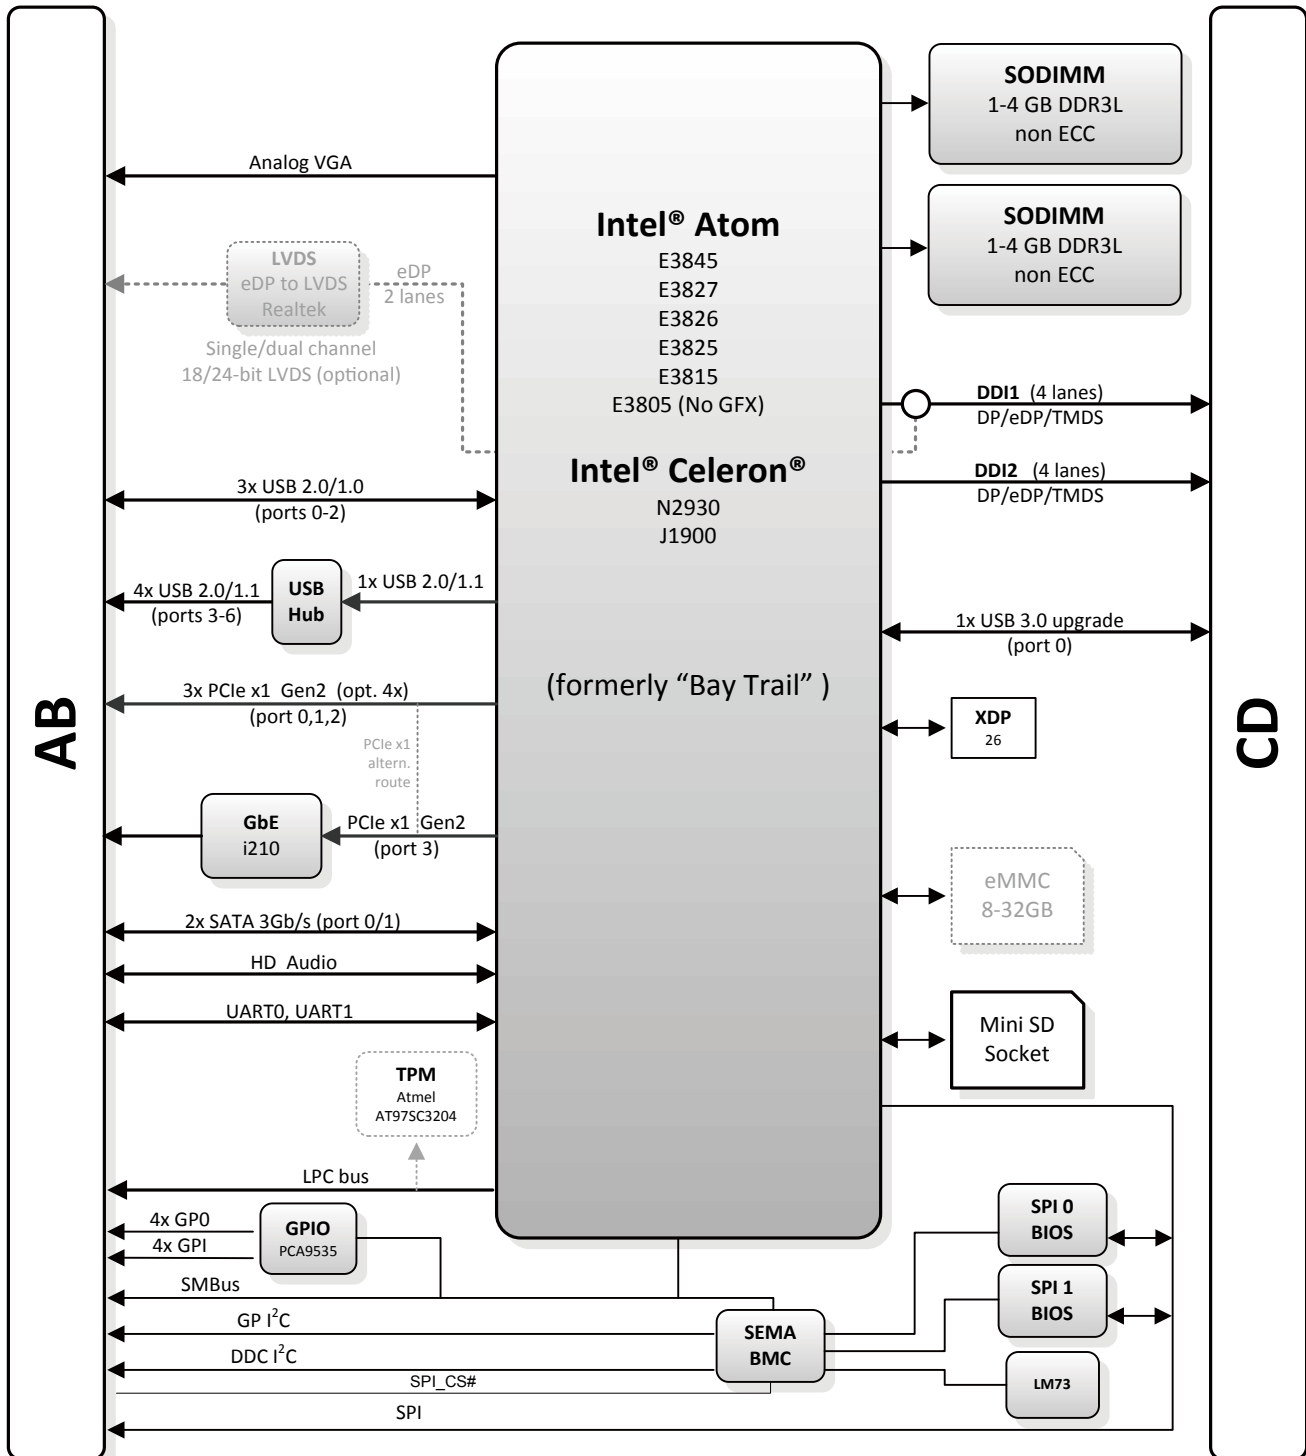 AB
Analog VGA
LVDS
eDP to LVDS
Realtek
eDP
2 lanes
Single/dual channel
18/24-bit LVDS (optional)
3x USB 2.0/1.0
(ports 0-2)
4x USB 2.0/1.1
(ports 3-6)
USB
Hub
1x USB 2.0/1.1
3x PCIe x1 Gen2 (opt. 4x)
(port 0,1,2)
PCIe x1
altern.
route
GbE
i210
PCIe x1 Gen2
(port 3)
2x SATA 3Gb/s (port 0/1)
HD Audio
UART0, UART1
TPM
Atmel
AT97SC3204
LPC bus
4x GP0
4x GPI
GPIO
PCA9535
SMBus
GP I²C
DDC I²C
SPI_CS#
SPI
Intel® Atom
E3845
E3827
E3826
E3825
E3815
E3805 (No GFX)
Intel® Celeron®
N2930
J1900
(formerly “Bay Trail” )
SEMA
BMC
SODIMM
1-4 GB DDR3L
non ECC
SODIMM
1-4 GB DDR3L
non ECC
DDI1 (4 lanes)
DP/eDP/TMDS
DDI2 (4 lanes)
DP/eDP/TMDS
1x USB 3.0 upgrade
(port 0)
XDP
26
eMMC
8-32GB
Mini SD
Socket
SPI 0
BIOS
SPI 1
BIOS
LM73
CD